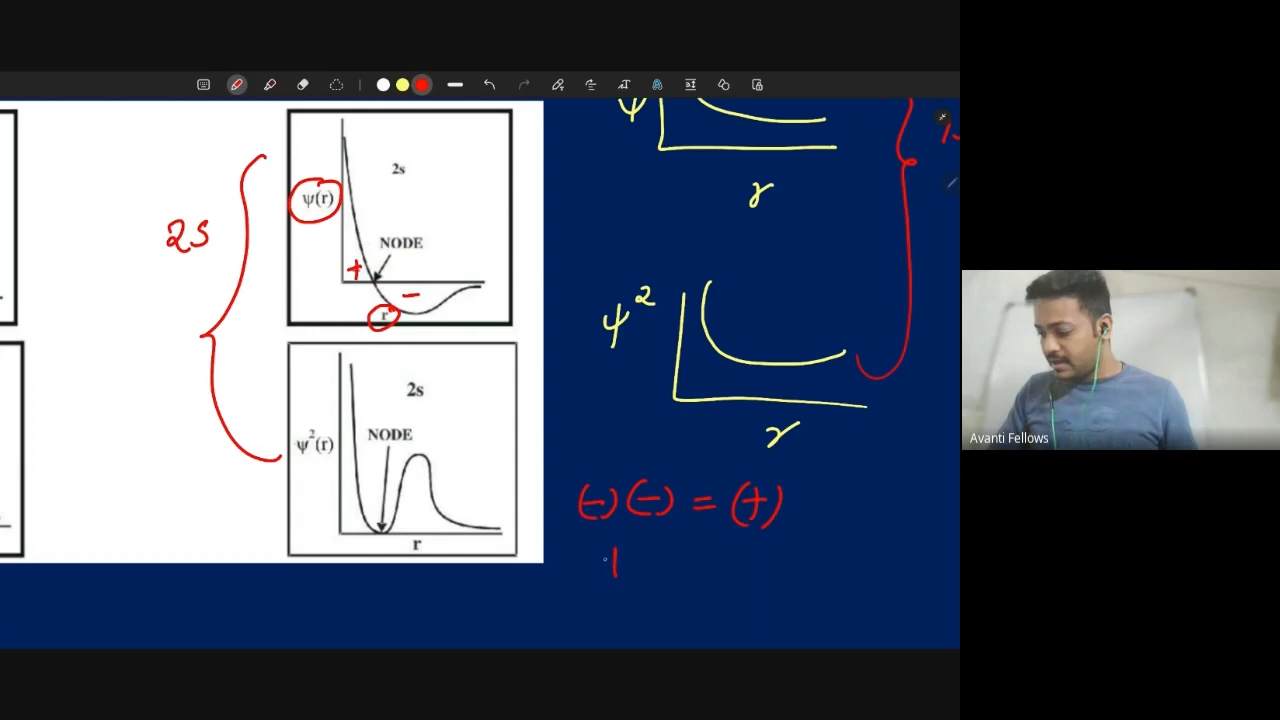 2s
NODE
ψ(r)
+
-
r
2s
2s
NODE
ψ²(r)
r
ψ
r
ψ²
r
(-)(-) = (+)
Avanti Fellows